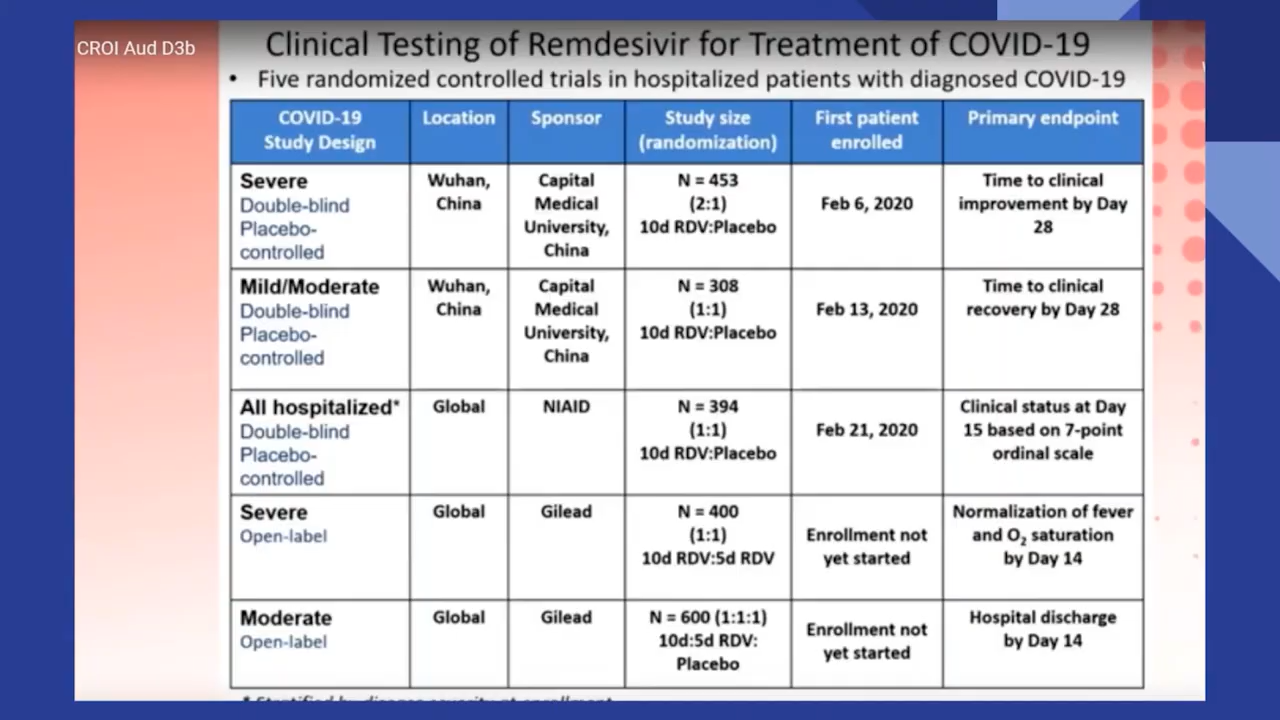 CROI Aud D3b
Clinical Testing of Remdesivir for Treatment of COVID-19
• Five randomized controlled trials in hospitalized patients with diagnosed COVID-19
COVID-19
Study Design
Location
Sponsor
Study size
(randomization)
First patient
enrolled
Primary endpoint
Severe
Double-blind
Placebo-
controlled
Wuhan,
China
Capital
Medical
University,
China
N = 453
(2:1)
10d RDV:Placebo
Feb 6, 2020
Time to clinical
improvement by Day
28
Mild/Moderate
Double-blind
Placebo-
controlled
Wuhan,
China
Capital
Medical
University,
China
N = 308
(1:1)
10d RDV:Placebo
Feb 13, 2020
Time to clinical
recovery by Day 28
All hospitalized*
Double-blind
Placebo-
controlled
Global
NIAID
N = 394
(1:1)
10d RDV:Placebo
Feb 21, 2020
Clinical status at Day
15 based on 7-point
ordinal scale
Severe
Open-label
Global
Gilead
N = 400
(1:1)
10d RDV:5d RDV
Enrollment not
yet started
Normalization of fever
and O₂ saturation
by Day 14
Moderate
Open-label
Global
Gilead
N = 600 (1:1:1)
10d:5d RDV:
Placebo
Enrollment not
yet started
Hospital discharge
by Day 14
* Stratified by disease severity at enrollment